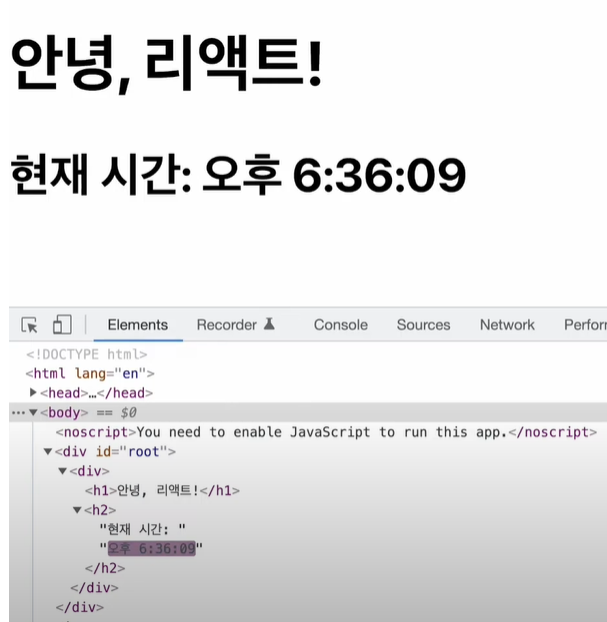 안녕, 리액트!
현재 시간: 오후 6:36:09
Elements Recorder Console Sources Network Perfor
<!DOCTYPE html>
<html lang="en">
<head>…</head>
<body> == $0
<noscript>You need to enable JavaScript to run this app.</noscript>
<div id="root">
<div>
<h1>안녕, 리액트!</h1>
<h2>
"현재 시간: "
"오후 6:36:09"
</h2>
</div>
</div>